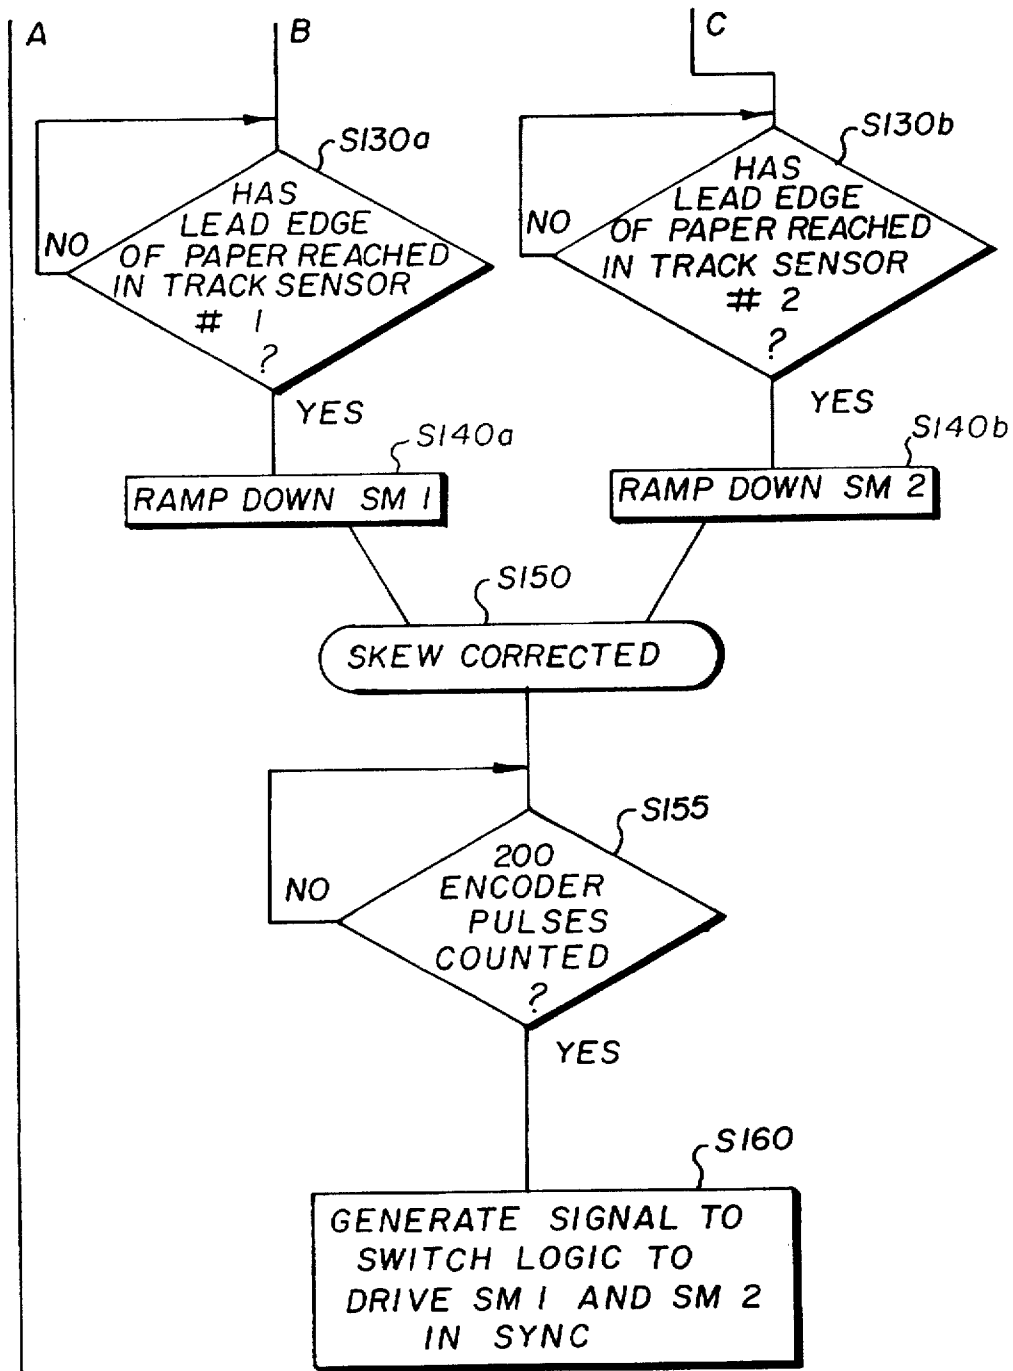 A
B
C
S130a
HAS
LEAD EDGE
OF PAPER REACHED
IN TRACK SENSOR
# 1
?
NO
YES
S130b
HAS
LEAD EDGE
OF PAPER REACHED
IN TRACK SENSOR
# 2
?
NO
YES
S140a
RAMP DOWN SM 1
S140b
RAMP DOWN SM 2
S150
SKEW CORRECTED
S155
200
ENCODER
PULSES
COUNTED
?
NO
YES
S160
GENERATE SIGNAL TO
SWITCH LOGIC TO
DRIVE SM 1 AND SM 2
IN SYNC